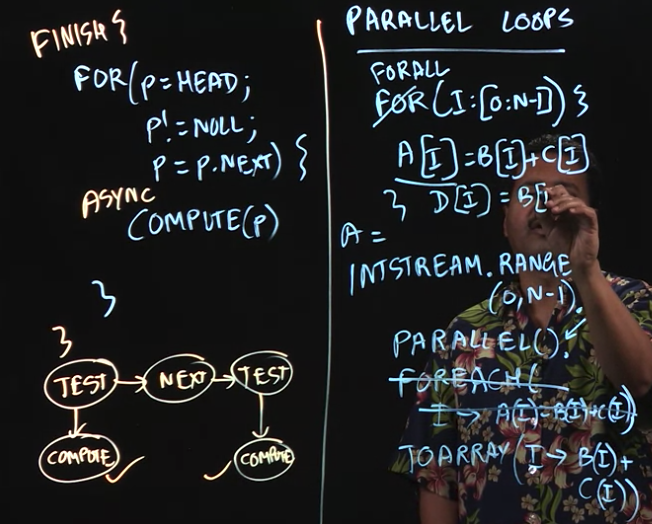 FINISH {
FOR(P=HEAD;
P!=NULL;
P=P.NEXT) {
ASYNC
COMPUTE(P)
}
}
TEST → NEXT → TEST
COMPUTE ✓ ✓ COMPUTE
PARALLEL LOOPS
FORALL
FOR(I:[0:N-1]) {
A[I]=B[I]+C[I]
} D[I]=B[
A =
INTSTREAM.RANGE
(0,N-1).
PARALLEL().
FOREACH(
I → A(I)=B(I)+C(I))
TOARRAY(I → B(I)+
C(I))